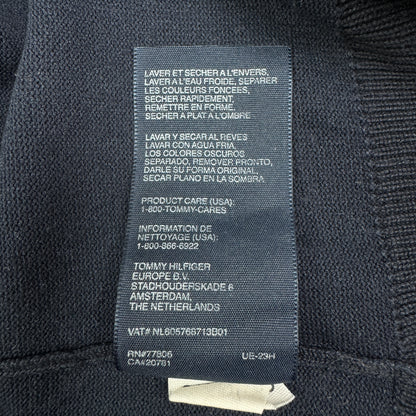 LAVER ET SECHER A L'ENVERS,
LAVER A L'EAU FROIDE, SEPARER
LES COULEURS FONCEES,
SECHER RAPIDEMENT,
REMETTRE EN FORME.
SECHER A PLAT A L'OMBRE
LAVAR Y SECAR AL REVES
LAVAR CON AGUA FRIA,
LOS COLORES OSCUROS
SEPARADO, REMOVER PRONTO,
DARLE SU FORMA ORIGINAL,
SECAR PLANO EN LA SOMBRA
PRODUCT CARE (USA):
1-800-TOMMY-CARES
INFORMATION DE
NETTOYAGE (USA):
1-800-866-6922
TOMMY HILFIGER
EUROPE B.V.
STADHOUDERSKADE 6
AMSTERDAM,
THE NETHERLANDS
VAT# NL605768713B01
RN#77806 UE-23H
CA#20781